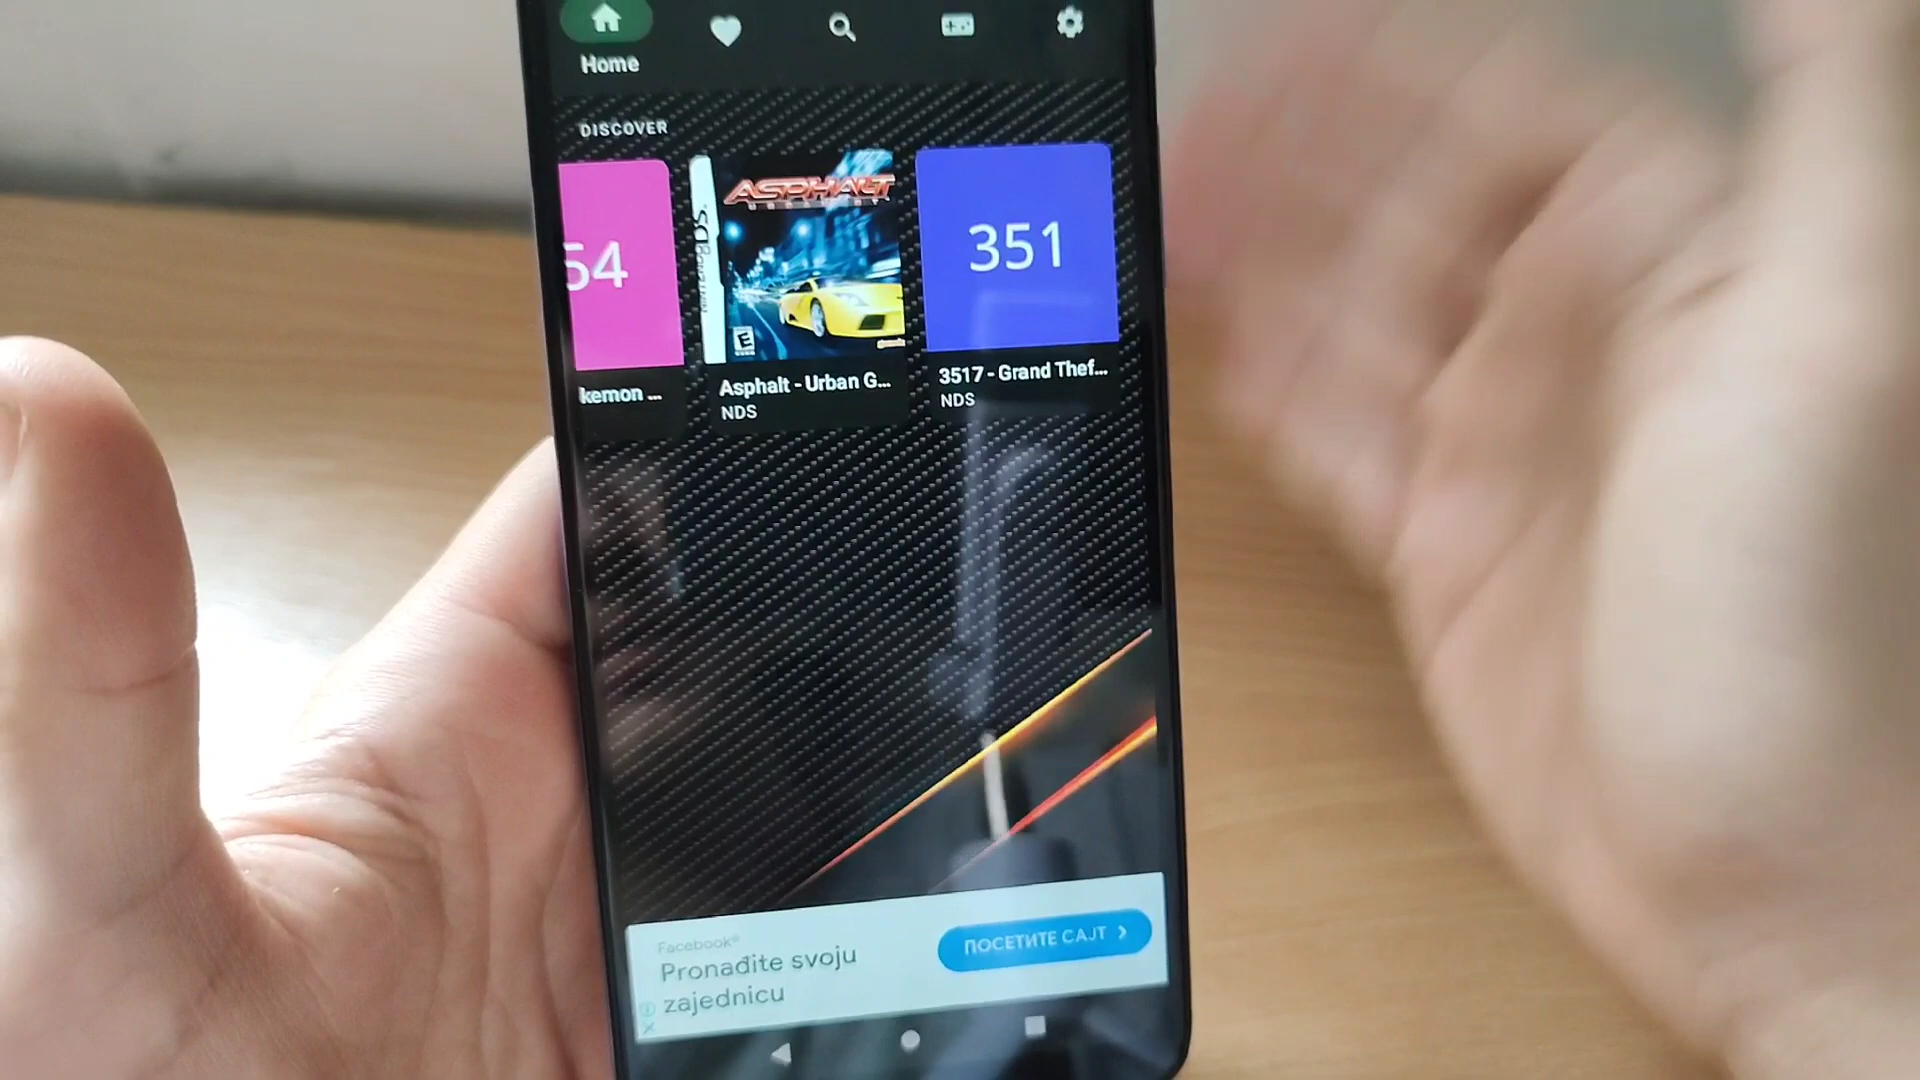 Home
DISCOVER
54
kemon ...
NINTENDO DS
ASPHALT
E
Asphalt - Urban G...
NDS
351
3517 - Grand Thef...
NDS
Facebook®
Pronađite svoju
zajednicu
ПОСЕТИТЕ САЈТ